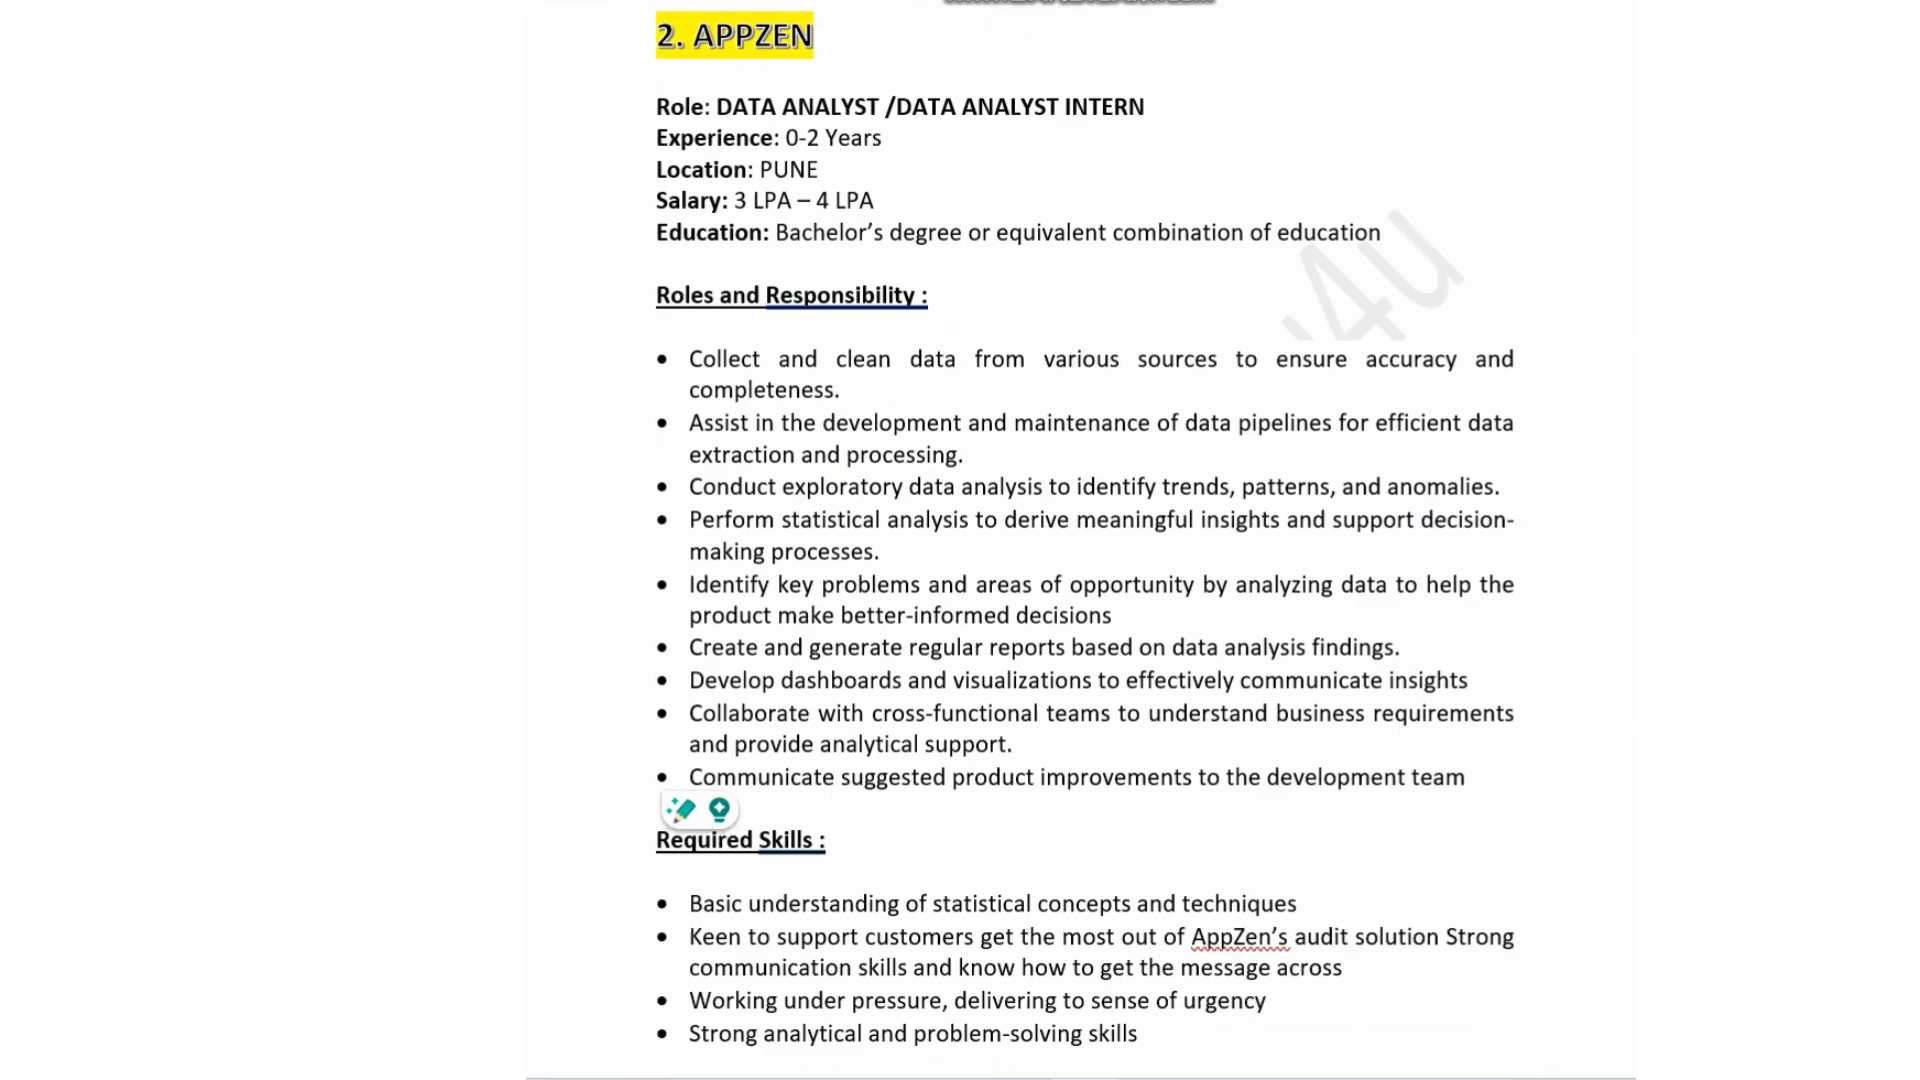 2. APPZEN
Role: DATA ANALYST /DATA ANALYST INTERN
Experience: 0-2 Years
Location: PUNE
Salary: 3 LPA – 4 LPA
Education: Bachelor’s degree or equivalent combination of education
Roles and Responsibility :
• Collect and clean data from various sources to ensure accuracy and
completeness.
• Assist in the development and maintenance of data pipelines for efficient data
extraction and processing.
• Conduct exploratory data analysis to identify trends, patterns, and anomalies.
• Perform statistical analysis to derive meaningful insights and support decision-
making processes.
• Identify key problems and areas of opportunity by analyzing data to help the
product make better-informed decisions
• Create and generate regular reports based on data analysis findings.
• Develop dashboards and visualizations to effectively communicate insights
• Collaborate with cross-functional teams to understand business requirements
and provide analytical support.
• Communicate suggested product improvements to the development team
Required Skills :
• Basic understanding of statistical concepts and techniques
• Keen to support customers get the most out of AppZen’s audit solution Strong
communication skills and know how to get the message across
• Working under pressure, delivering to sense of urgency
• Strong analytical and problem-solving skills